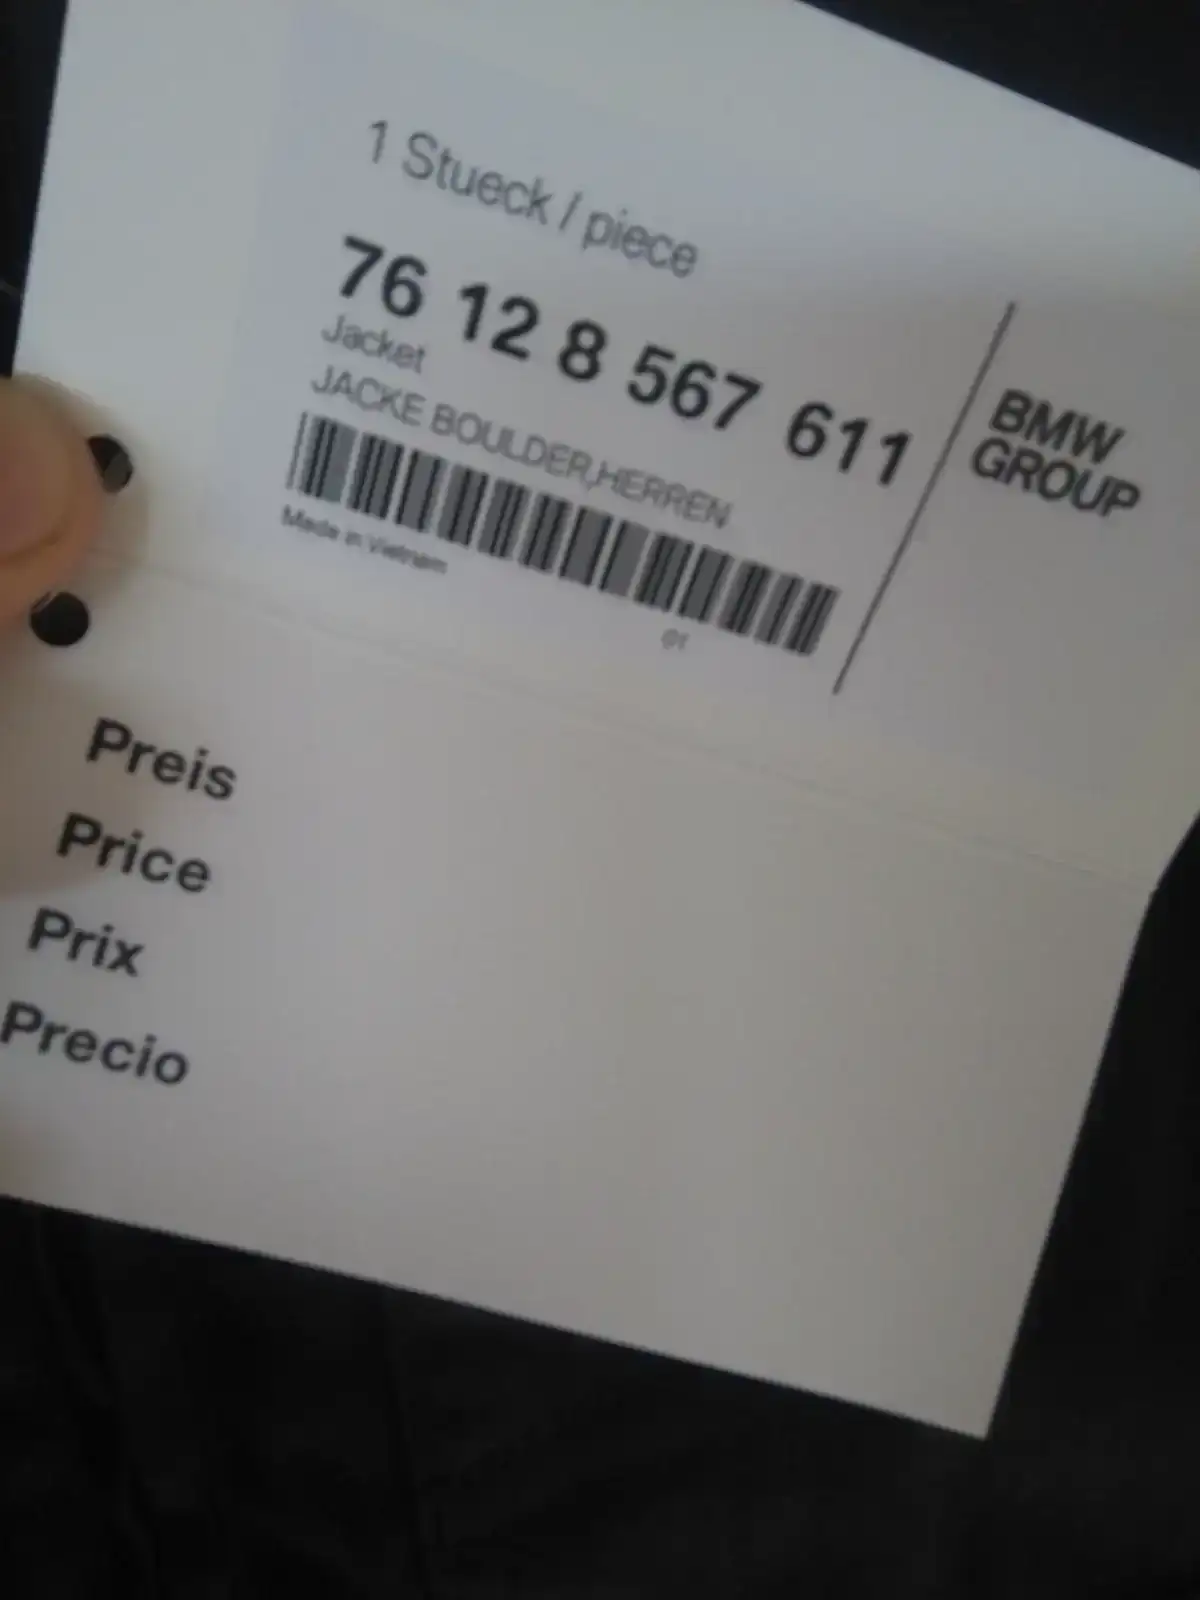 1 Stueck / piece
76 12 8 567 611
Jacket
JACKE BOULDER,HERREN
Made in Vietnam
01
BMW
GROUP
Preis
Price
Prix
Precio